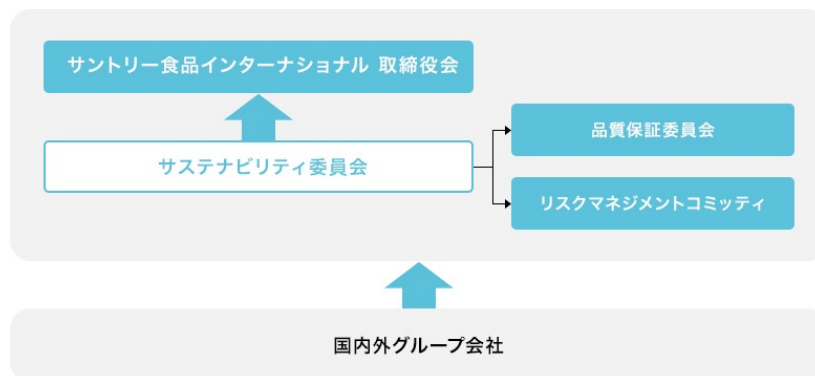 サントリー食品インターナショナル 取締役会
サステナビリティ委員会
品質保証委員会
リスクマネジメントコミッティ
国内外グループ会社